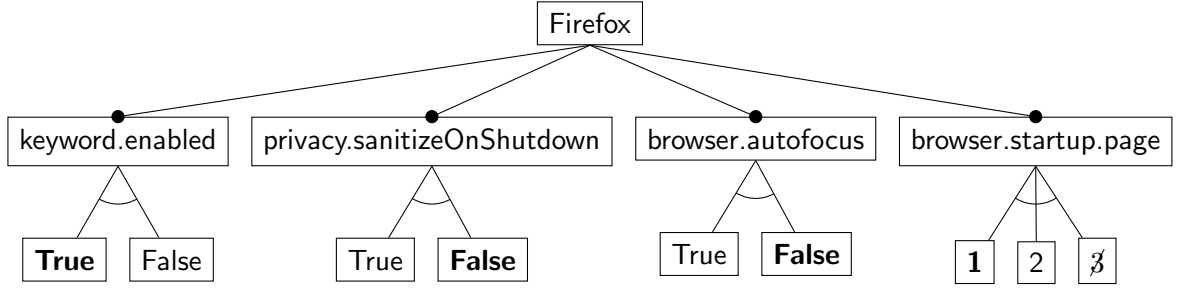 Firefox
keyword.enabled privacy.sanitizeOnShutdown browser.autofocus browser.startup.page
True False True False True False 1 2 3